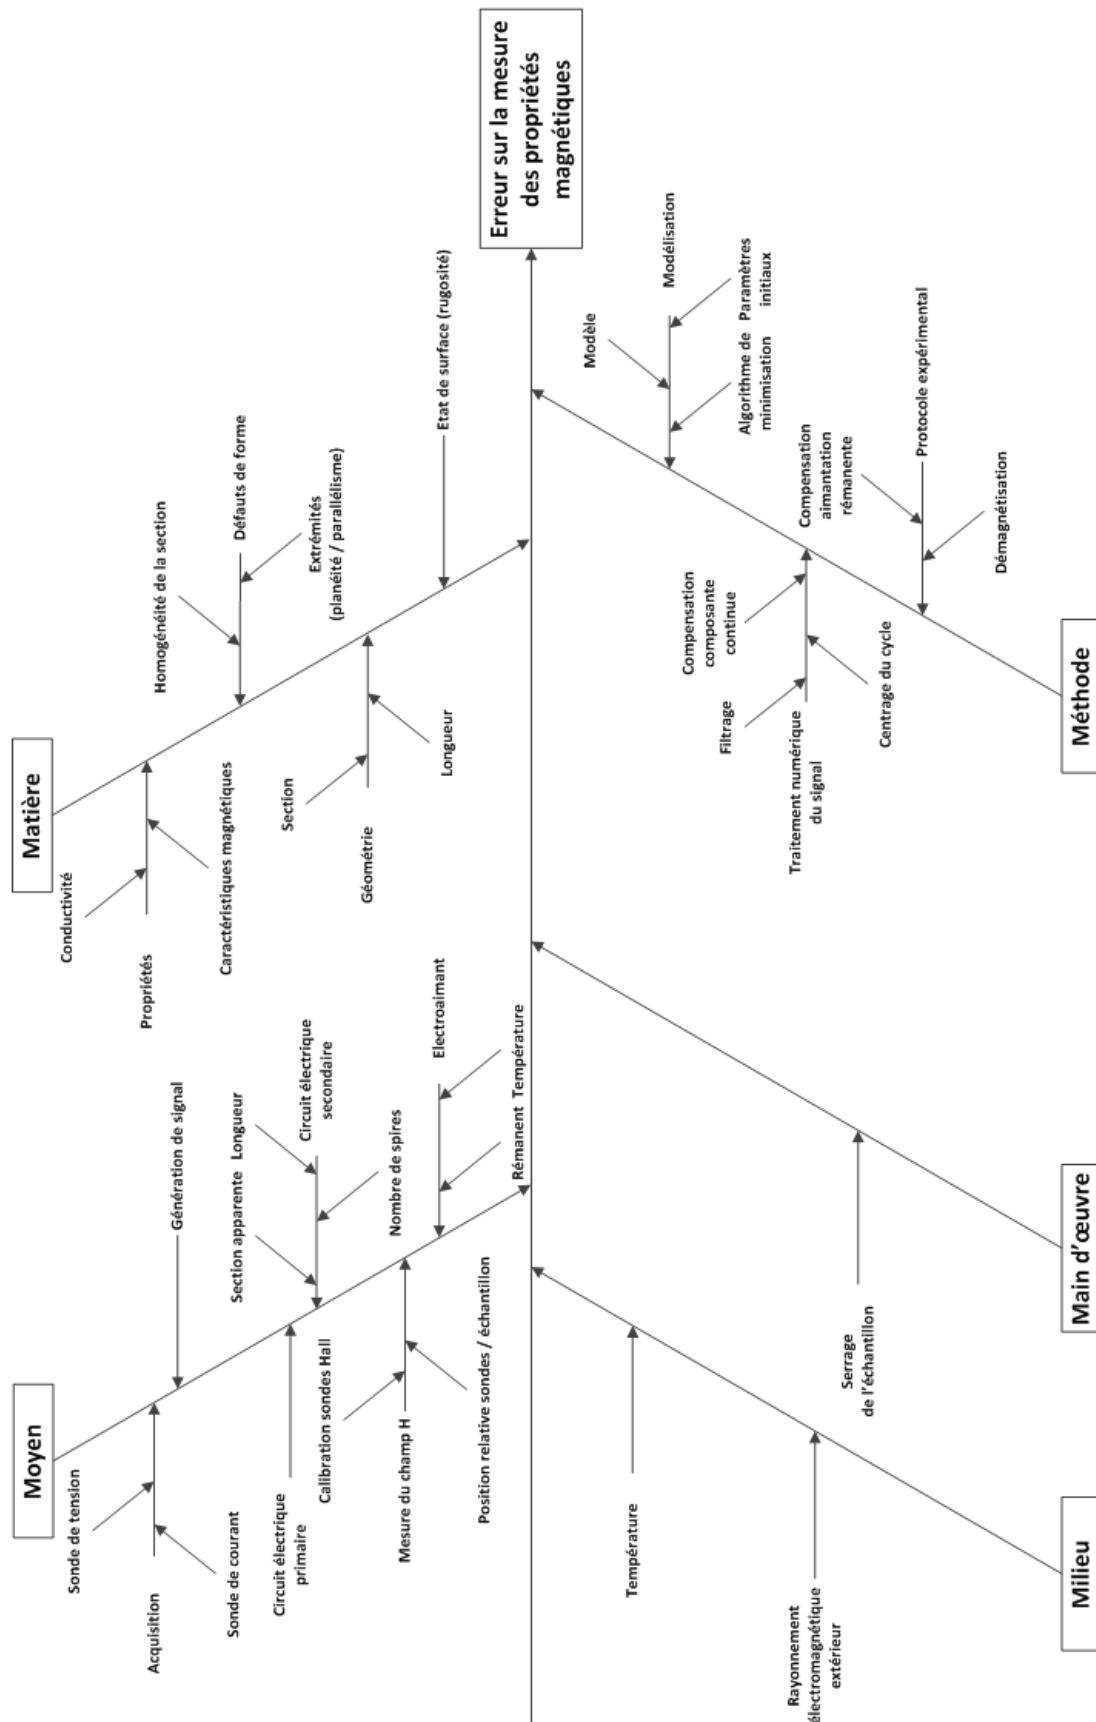 Moyen
Sonde de tension
Acquisition
Sonde de courant
Génération de signal
Circuit électrique
primaire
Section apparente
Longueur
Circuit électrique
secondaire
Nombre de spires
Calibration sondes Hall
Mesure du champ H
Position relative sondes / échantillon
Electroaimant
Rémanent
Température
Matière
Conductivité
Propriétés
Caractéristiques magnétiques
Homogénéité de la section
Défauts de forme
Extrémités
(planéité / parallélisme)
Section
Géométrie
Longueur
Etat de surface (rugosité)
Erreur sur la mesure
des propriétés
magnétiques
Milieu
Température
Rayonnement
électromagnétique
extérieur
Main d'œuvre
Serrage
de l'échantillon
Méthode
Modèle
Modélisation
Algorithme de
minimisation
Paramètres
initiaux
Filtrage
Compensation
composante
continue
Traitement numérique
du signal
Centrage du cycle
Compensation
aimantation
rémanente
Protocole expérimental
Démagnétisation